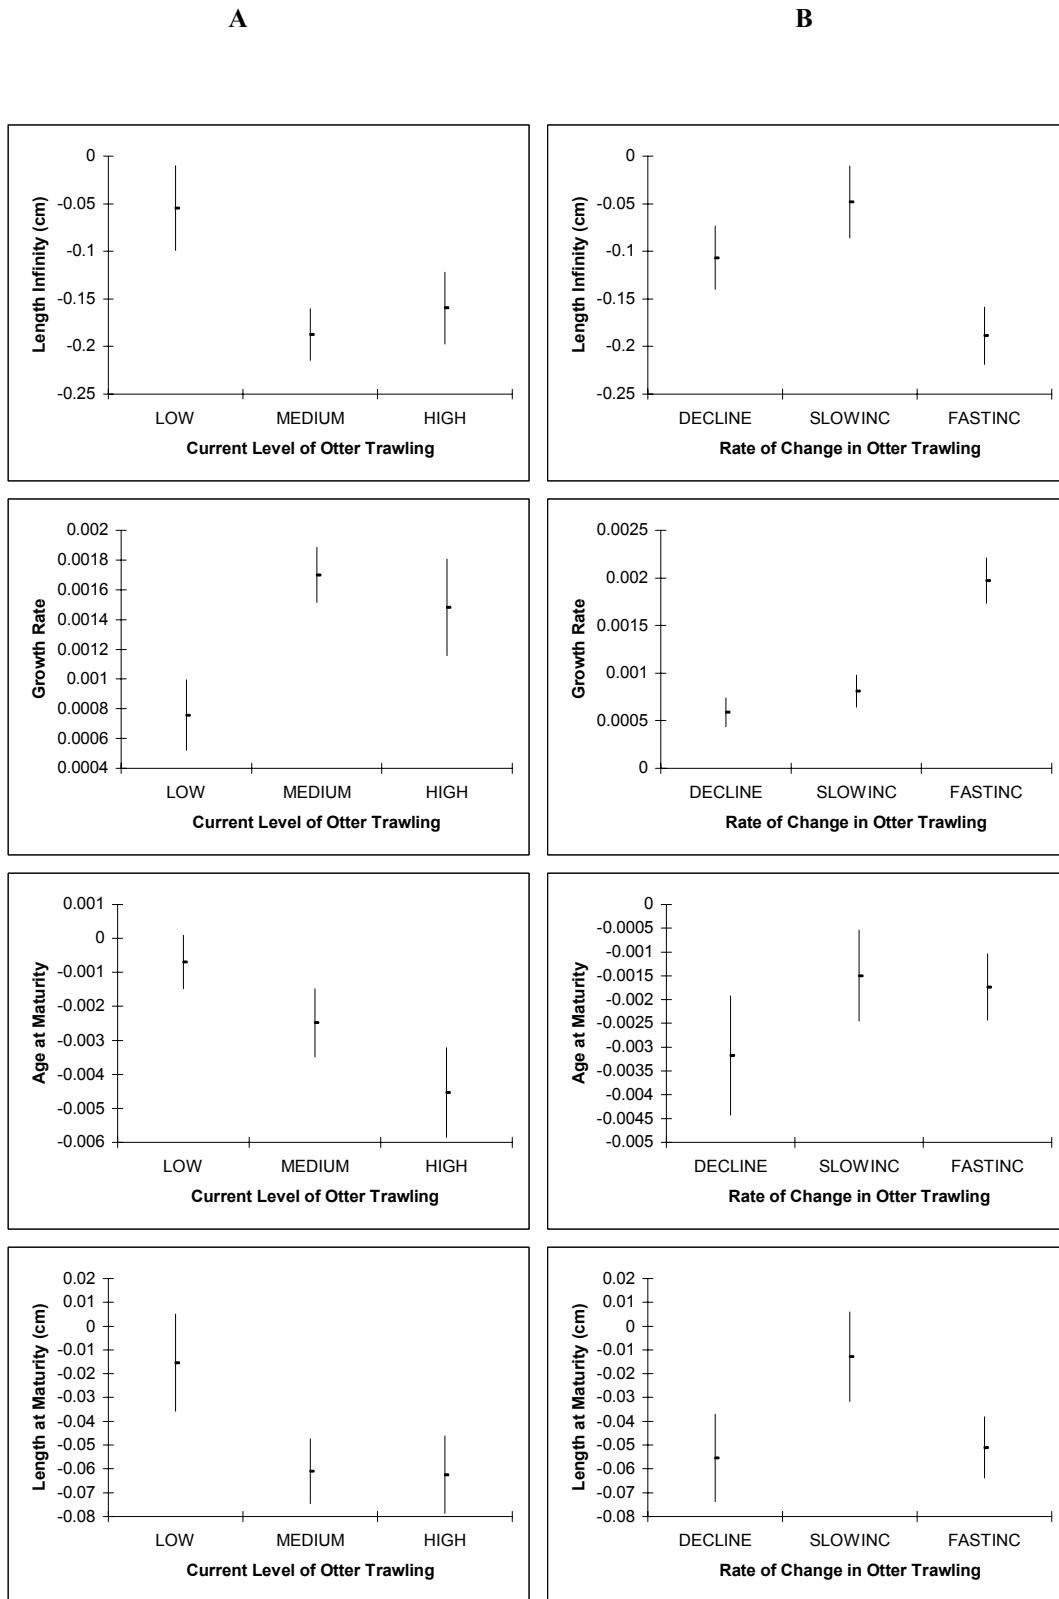 A
B
0
-0.05
-0.1
-0.15
-0.2
-0.25
Length Infinity (cm)
LOW MEDIUM HIGH
Current Level of Otter Trawling
0
-0.05
-0.1
-0.15
-0.2
-0.25
Length Infinity (cm)
DECLINE SLOWINC FASTINC
Rate of Change in Otter Trawling
0.002
0.0018
0.0016
0.0014
0.0012
0.001
0.0008
0.0006
0.0004
Growth Rate
LOW MEDIUM HIGH
Current Level of Otter Trawling
0.0025
0.002
0.0015
0.001
0.0005
0
Growth Rate
DECLINE SLOWINC FASTINC
Rate of Change in Otter Trawling
0.001
0
-0.001
-0.002
-0.003
-0.004
-0.005
-0.006
Age at Maturity
LOW MEDIUM HIGH
Current Level of Otter Trawling
0
-0.0005
-0.001
-0.0015
-0.002
-0.0025
-0.003
-0.0035
-0.004
-0.0045
-0.005
Age at Maturity
DECLINE SLOWINC FASTINC
Rate of Change in Otter Trawling
0.02
0.01
0
-0.01
-0.02
-0.03
-0.04
-0.05
-0.06
-0.07
-0.08
Length at Maturity (cm)
LOW MEDIUM HIGH
Current Level of Otter Trawling
0.02
0.01
0
-0.01
-0.02
-0.03
-0.04
-0.05
-0.06
-0.07
-0.08
Length at Maturity (cm)
DECLINE SLOWINC FASTINC
Rate of Change in Otter Trawling